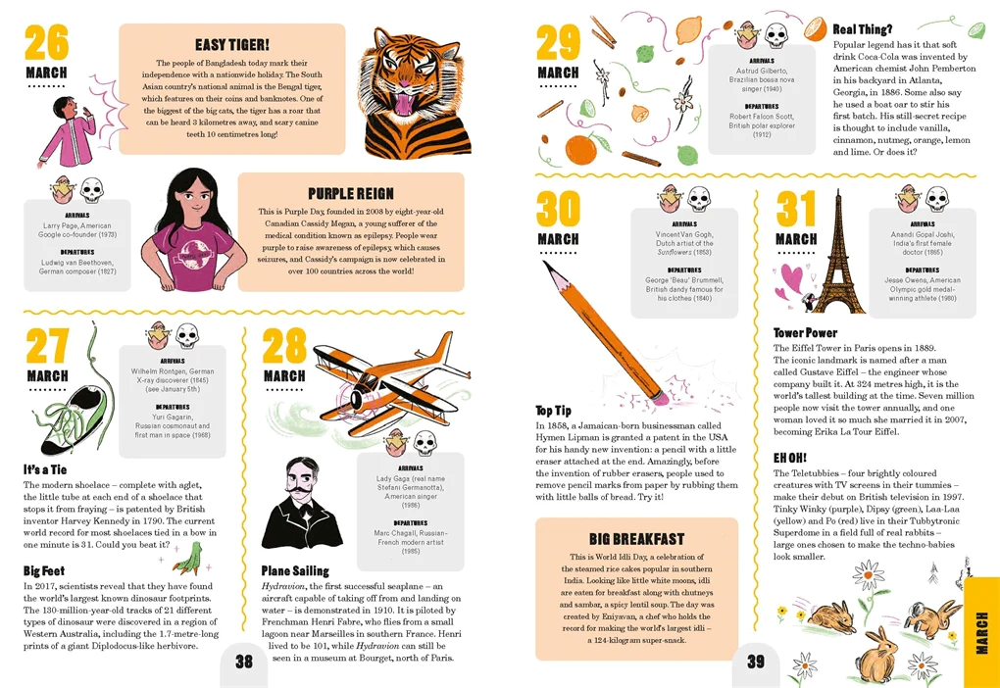 26
MARCH
EASY TIGER!
The people of Bangladesh today mark their
independence with a nationwide holiday. The South
Asian country's national animal is the Bengal tiger,
which features on their coins and banknotes. One of
the biggest of the big cats, the tiger has a roar that
can be heard 3 kilometres away, and scary canine
teeth 10 centimetres long!
ARRIVALS
Larry Page, American
Google co-founder (1973)
DEPARTURES
Ludwig van Beethoven,
German composer (1827)
PURPLE REIGN
This is Purple Day, founded in 2008 by eight-year-old
Canadian Cassidy Megan, a young sufferer of the
medical condition known as epilepsy. People wear
purple to raise awareness of epilepsy, which causes
seizures, and Cassidy's campaign is now celebrated in
over 100 countries across the world!
27
MARCH
ARRIVALS
Wilhelm Röntgen, German
X-ray discoverer (1845)
(see January 5th)
DEPARTURES
Yuri Gagarin,
Russian cosmonaut and
first man in space (1968)
It's a Tie
The modern shoelace – complete with aglet,
the little tube at each end of a shoelace that
stops it from fraying – is patented by British
inventor Harvey Kennedy in 1790. The current
world record for most shoelaces tied in a bow in
one minute is 31. Could you beat it?
Big Feet
In 2017, scientists reveal that they have found
the world's largest known dinosaur footprints.
The 130-million-year-old tracks of 21 different
types of dinosaur were discovered in a region of
Western Australia, including the 1.7-metre-long
prints of a giant Diplodocus-like herbivore.
28
MARCH
ARRIVALS
Lady Gaga (real name
Stefani Germanotta),
American singer
(1986)
DEPARTURES
Marc Chagall, Russian-
French modern artist
(1985)
Plane Sailing
Hydravion, the first successful seaplane – an
aircraft capable of taking off from and landing on
water – is demonstrated in 1910. It is piloted by
Frenchman Henri Fabre, who flies from a small
lagoon near Marseilles in southern France. Henri
lived to be 101, while Hydravion can still be
seen in a museum at Bourget, north of Paris.
38
29
MARCH
ARRIVALS
Astrud Gilberto,
Brazilian bossa nova
singer (1940)
DEPARTURES
Robert Falcon Scott,
British polar explorer
(1912)
Real Thing?
Popular legend has it that soft
drink Coca-Cola was invented by
American chemist John Pemberton
in his backyard in Atlanta,
Georgia, in 1886. Some also say
he used a boat oar to stir his
first batch. His still-secret recipe
is thought to include vanilla,
cinnamon, nutmeg, orange, lemon
and lime. Or does it?
30
MARCH
ARRIVALS
Vincent Van Gogh,
Dutch artist of the
Sunflowers (1853)
DEPARTURES
George 'Beau' Brummell,
British dandy famous for
his clothes (1840)
Top Tip
In 1858, a Jamaican-born businessman called
Hymen Lipman is granted a patent in the USA
for his handy new invention: a pencil with a little
eraser attached at the end. Amazingly, before
the invention of rubber erasers, people used to
remove pencil marks from paper by rubbing them
with little balls of bread. Try it!
BIG BREAKFAST
This is World Idli Day, a celebration of
the steamed rice cakes popular in southern
India. Looking like little white moons, idli
are eaten for breakfast along with chutneys
and sambar, a spicy lentil soup. The day was
created by Eniyavan, a chef who holds the
record for making the world's largest idli –
a 124-kilogram super-snack.
31
MARCH
ARRIVALS
Anandi Gopal Joshi,
India's first female
doctor (1865)
DEPARTURES
Jesse Owens, American
Olympic gold medal-
winning athlete (1980)
Tower Power
The Eiffel Tower in Paris opens in 1889.
The iconic landmark is named after a man
called Gustave Eiffel – the engineer whose
company built it. At 324 metres high, it is the
world's tallest building at the time. Seven million
people now visit the tower annually, and one
woman loved it so much she married it in 2007,
becoming Erika La Tour Eiffel.
EH OH!
The Teletubbies – four brightly coloured
creatures with TV screens in their tummies –
make their debut on British television in 1997.
Tinky Winky (purple), Dipsy (green), Laa-Laa
(yellow) and Po (red) live in their Tubbytronic
Superdome in a field full of real rabbits –
large ones chosen to make the techno-babies
look smaller.
39
MARCH